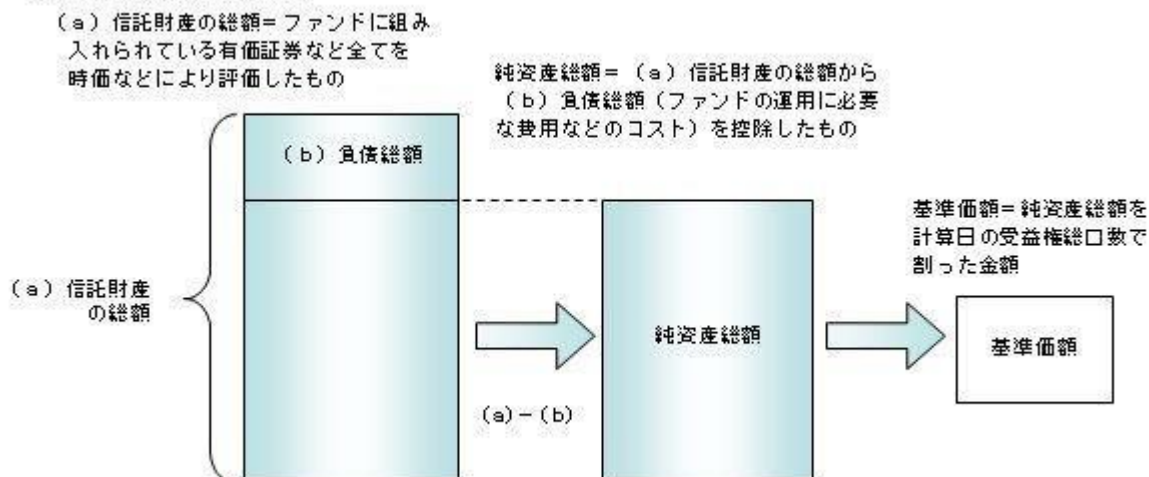 （a）信託財産の総額＝ファンドに組み
入れられている有価証券など全てを
時価などにより評価したもの
純資産総額＝（a）信託財産の総額から
（b）負債総額（ファンドの運用に必要
な費用などのコスト）を控除したもの
（b）負債総額
基準価額＝純資産総額を
計算日の受益権総口数で
割った金額
（a）信託財産
の総額
純資産総額
基準価額
（a）－（b）